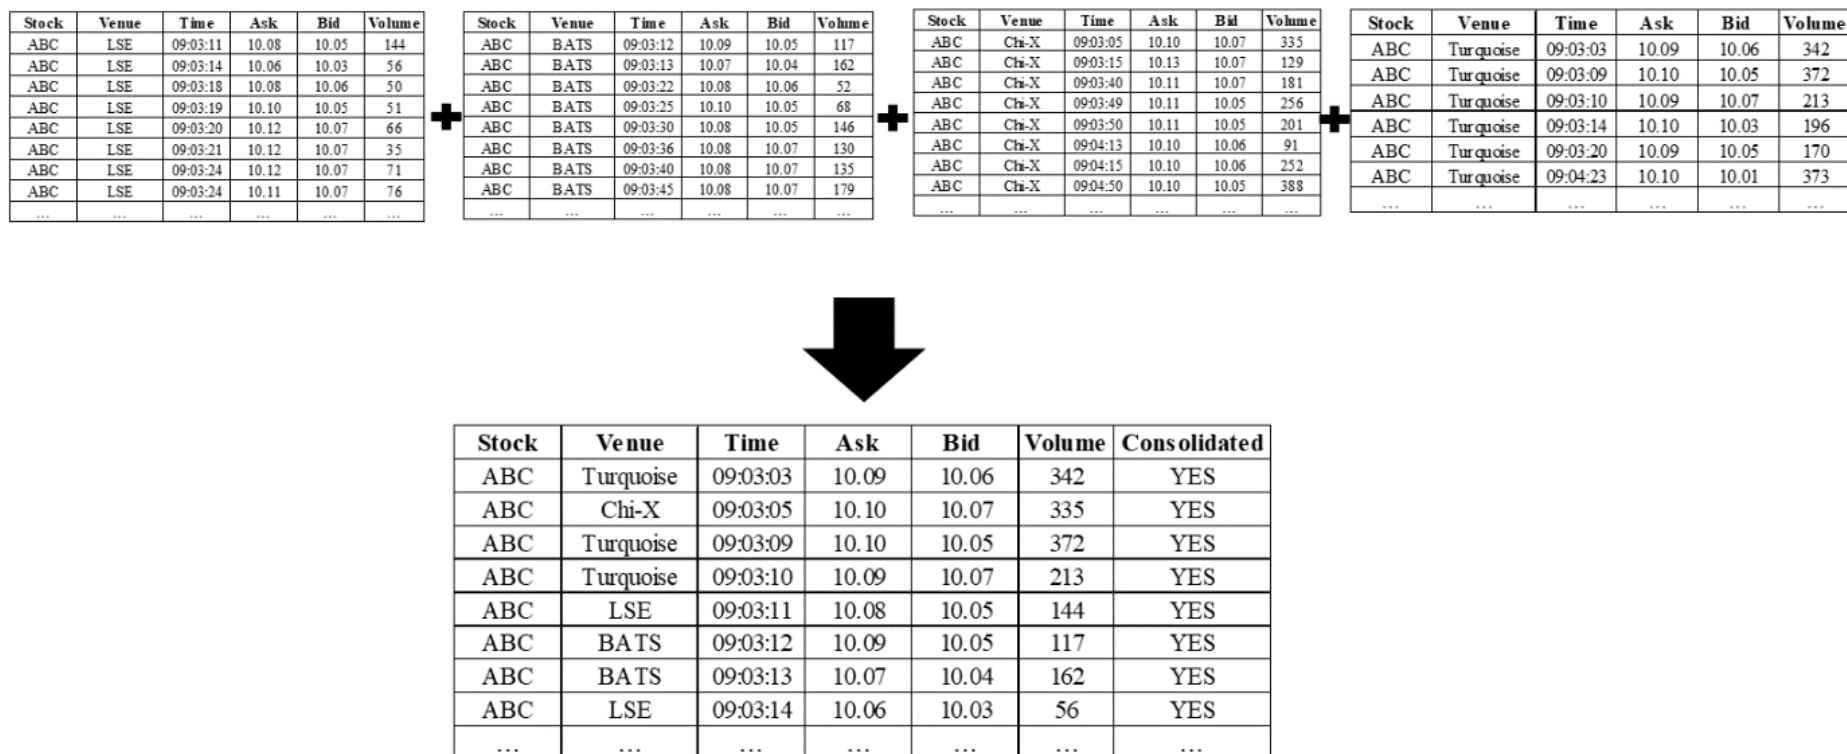 Stock Venue Time Ask Bid Volume
ABC LSE 09:03:11 10.08 10.05 144
ABC LSE 09:03:14 10.06 10.03 56
ABC LSE 09:03:18 10.08 10.06 50
ABC LSE 09:03:19 10.10 10.05 51
ABC LSE 09:03:20 10.12 10.07 66
ABC LSE 09:03:21 10.12 10.07 35
ABC LSE 09:03:24 10.12 10.07 71
ABC LSE 09:03:24 10.11 10.07 76
... ... ... ... ... ...
Stock Venue Time Ask Bid Volume
ABC BATS 09:03:12 10.09 10.05 117
ABC BATS 09:03:13 10.07 10.04 162
ABC BATS 09:03:22 10.08 10.06 52
ABC BATS 09:03:25 10.10 10.05 68
ABC BATS 09:03:30 10.08 10.05 146
ABC BATS 09:03:36 10.08 10.07 130
ABC BATS 09:03:40 10.08 10.07 135
ABC BATS 09:03:45 10.08 10.07 179
... ... ... ... ... ...
Stock Venue Time Ask Bid Volume
ABC Chi-X 09:03:05 10.10 10.07 335
ABC Chi-X 09:03:15 10.13 10.07 129
ABC Chi-X 09:03:40 10.11 10.07 181
ABC Chi-X 09:03:49 10.11 10.05 256
ABC Chi-X 09:03:50 10.11 10.05 201
ABC Chi-X 09:04:13 10.10 10.06 91
ABC Chi-X 09:04:15 10.10 10.06 252
ABC Chi-X 09:04:50 10.10 10.05 388
... ... ... ... ... ...
Stock Venue Time Ask Bid Volume
ABC Turquoise 09:03:03 10.09 10.06 342
ABC Turquoise 09:03:09 10.10 10.05 372
ABC Turquoise 09:03:10 10.09 10.07 213
ABC Turquoise 09:03:14 10.10 10.03 196
ABC Turquoise 09:03:20 10.09 10.05 170
ABC Turquoise 09:04:23 10.10 10.01 373
... ... ... ... ... ...
Stock Venue Time Ask Bid Volume Consolidated
ABC Turquoise 09:03:03 10.09 10.06 342 YES
ABC Chi-X 09:03:05 10.10 10.07 335 YES
ABC Turquoise 09:03:09 10.10 10.05 372 YES
ABC Turquoise 09:03:10 10.09 10.07 213 YES
ABC LSE 09:03:11 10.08 10.05 144 YES
ABC BATS 09:03:12 10.09 10.05 117 YES
ABC BATS 09:03:13 10.07 10.04 162 YES
ABC LSE 09:03:14 10.06 10.03 56 YES
... ... ... ... ... ... ...